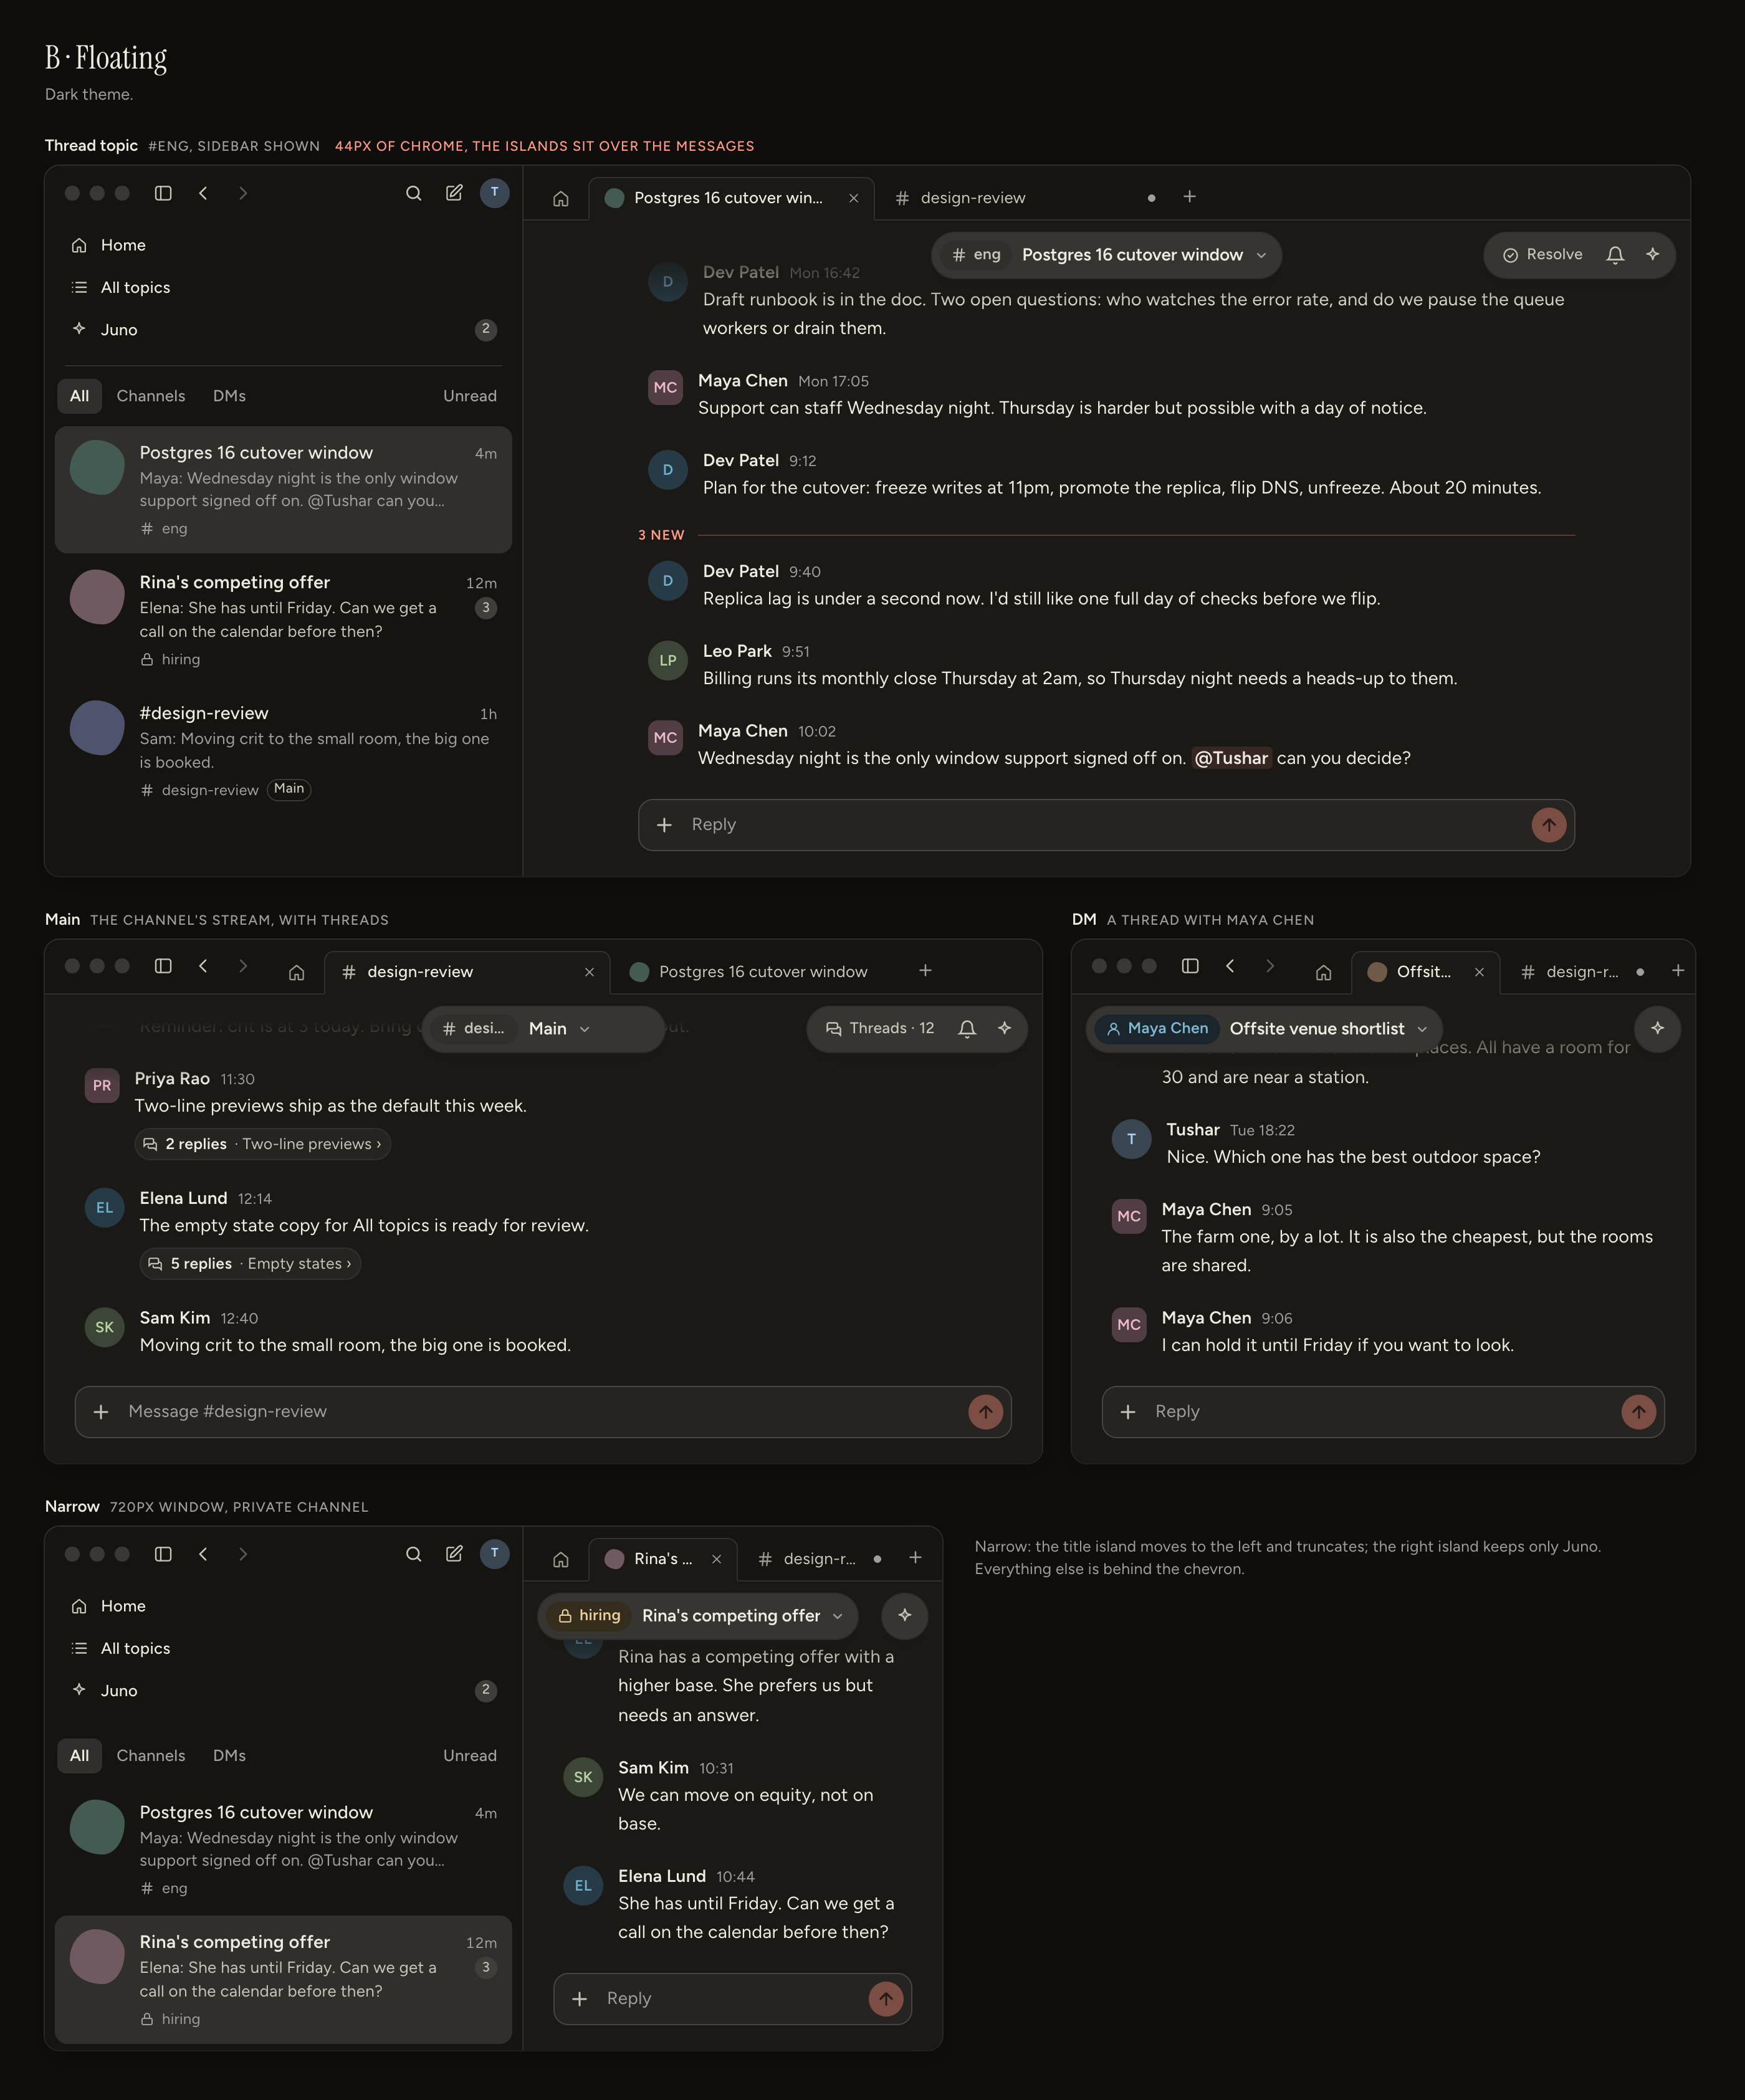 B · Floating
Dark theme.
Thread topic #ENG, SIDEBAR SHOWN 44PX OF CHROME, THE ISLANDS SIT OVER THE MESSAGES
T
Home
All topics
Juno 2
All Channels DMs Unread
Postgres 16 cutover window 4m
Maya: Wednesday night is the only window
support signed off on. @Tushar can you...
# eng
Rina's competing offer 12m
Elena: She has until Friday. Can we get a 3
call on the calendar before then?
hiring
#design-review 1h
Sam: Moving crit to the small room, the big one
is booked.
# design-review Main
Postgres 16 cutover win... # design-review
# eng Postgres 16 cutover window
Resolve
D Dev Patel Mon 16:42
Draft runbook is in the doc. Two open questions: who watches the error rate, and do we pause the queue
workers or drain them.
MC Maya Chen Mon 17:05
Support can staff Wednesday night. Thursday is harder but possible with a day of notice.
D Dev Patel 9:12
Plan for the cutover: freeze writes at 11pm, promote the replica, flip DNS, unfreeze. About 20 minutes.
3 NEW
D Dev Patel 9:40
Replica lag is under a second now. I'd still like one full day of checks before we flip.
LP Leo Park 9:51
Billing runs its monthly close Thursday at 2am, so Thursday night needs a heads-up to them.
MC Maya Chen 10:02
Wednesday night is the only window support signed off on. @Tushar can you decide?
Reply
Main THE CHANNEL'S STREAM, WITH THREADS
# design-review Postgres 16 cutover window
# desi... Main
Threads · 12
Reminder: crit is at 3 today. Bring
PR Priya Rao 11:30
Two-line previews ship as the default this week.
2 replies · Two-line previews ›
EL Elena Lund 12:14
The empty state copy for All topics is ready for review.
5 replies · Empty states ›
SK Sam Kim 12:40
Moving crit to the small room, the big one is booked.
Message #design-review
DM A THREAD WITH MAYA CHEN
Offsit... # design-r...
Maya Chen Offsite venue shortlist
All have a room for
30 and are near a station.
T Tushar Tue 18:22
Nice. Which one has the best outdoor space?
MC Maya Chen 9:05
The farm one, by a lot. It is also the cheapest, but the rooms
are shared.
MC Maya Chen 9:06
I can hold it until Friday if you want to look.
Reply
Narrow 720PX WINDOW, PRIVATE CHANNEL
T
Home
All topics
Juno 2
All Channels DMs Unread
Postgres 16 cutover window 4m
Maya: Wednesday night is the only window
support signed off on. @Tushar can you...
# eng
Rina's competing offer 12m
Elena: She has until Friday. Can we get a 3
call on the calendar before then?
hiring
Rina's ... # design-r...
hiring Rina's competing offer
Rina has a competing offer with a
higher base. She prefers us but
needs an answer.
SK Sam Kim 10:31
We can move on equity, not on
base.
EL Elena Lund 10:44
She has until Friday. Can we get a
call on the calendar before then?
Reply
Narrow: the title island moves to the left and truncates; the right island keeps only Juno.
Everything else is behind the chevron.